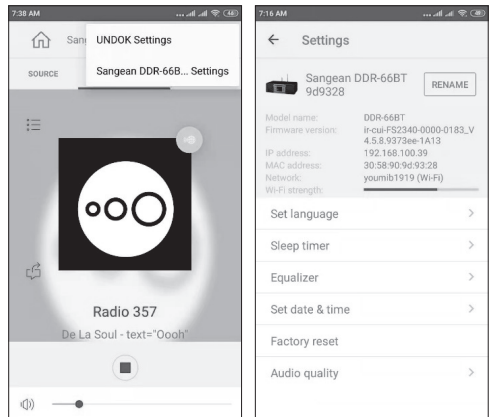 7:38 AM
48
Sang
UNDOK Settings
Sangean DDR-66B... Settings
SOURCE
Radio 357
De La Soul - text="Oooh"
7:16 AM
Settings
Sangean DDR-66BT
9d9328
RENAME
Model name: DDR-66BT
Firmware version: ir-cui-FS2340-0000-0183_V
4.5.8.9373ee-1A13
IP address: 192.168.100.39
MAC address: 30:58:90:9d:93:28
Network: youmib1919 (Wi-Fi)
Wi-Fi strength:
Set language
Sleep timer
Equalizer
Set date & time
Factory reset
Audio quality